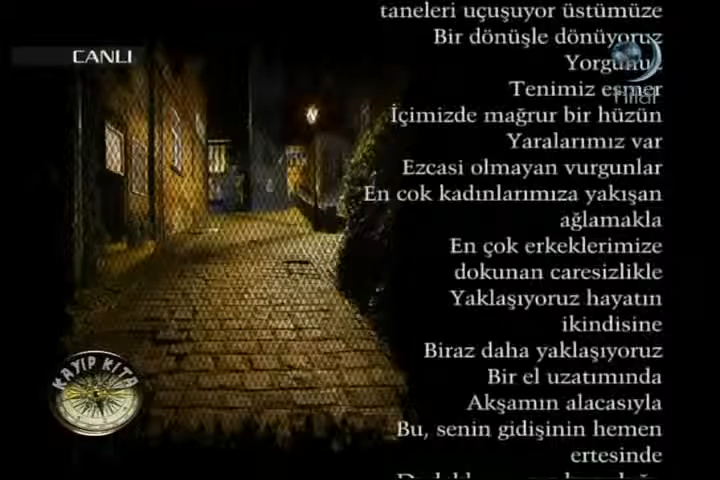 taneleri uçuşuyor üstümüze
CANLI
Bir dönüşle dönüyoruz
Yorgunuz
Hilal
Tenimiz esmer
İçimizde mağrur bir hüzün
Yaralarımız var
Ezcasi olmayan vurgunlar
En cok kadınlarımıza yakışan
ağlamakla
En çok erkeklerimize
dokunan caresizlikle
Yaklaşıyoruz hayatın
ikindisine
Biraz daha yaklaşıyoruz
Bir el uzatımında
Akşamın alacasıyla
KAYIP KITA
Bu, senin gidişinin hemen
ertesinde